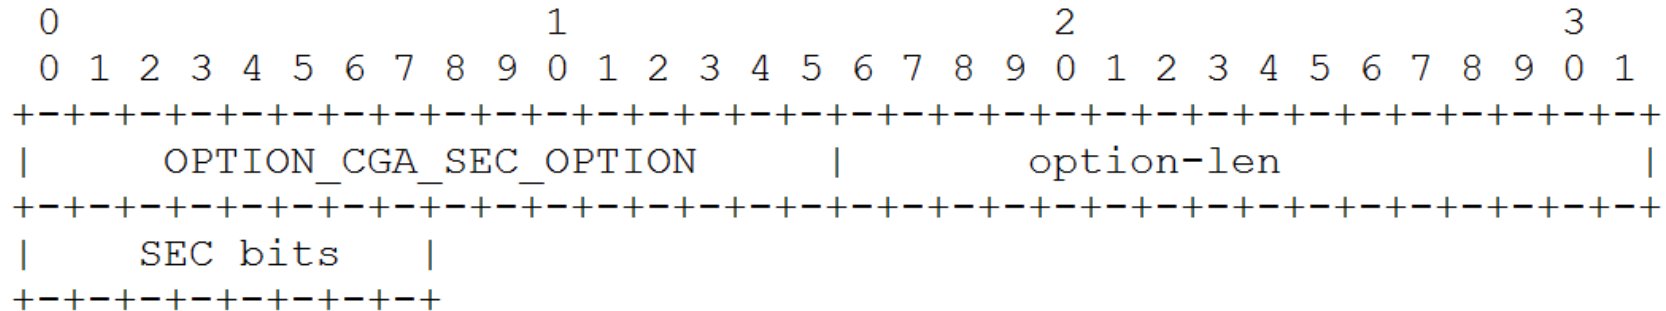 0                   1                   2                   3
 0 1 2 3 4 5 6 7 8 9 0 1 2 3 4 5 6 7 8 9 0 1 2 3 4 5 6 7 8 9 0 1
+-+-+-+-+-+-+-+-+-+-+-+-+-+-+-+-+-+-+-+-+-+-+-+-+-+-+-+-+-+-+-+-+
|     OPTION_CGA_SEC_OPTION     |       option-len              |
+-+-+-+-+-+-+-+-+-+-+-+-+-+-+-+-+-+-+-+-+-+-+-+-+-+-+-+-+-+-+-+-+
|    SEC bits   |
+-+-+-+-+-+-+-+-+